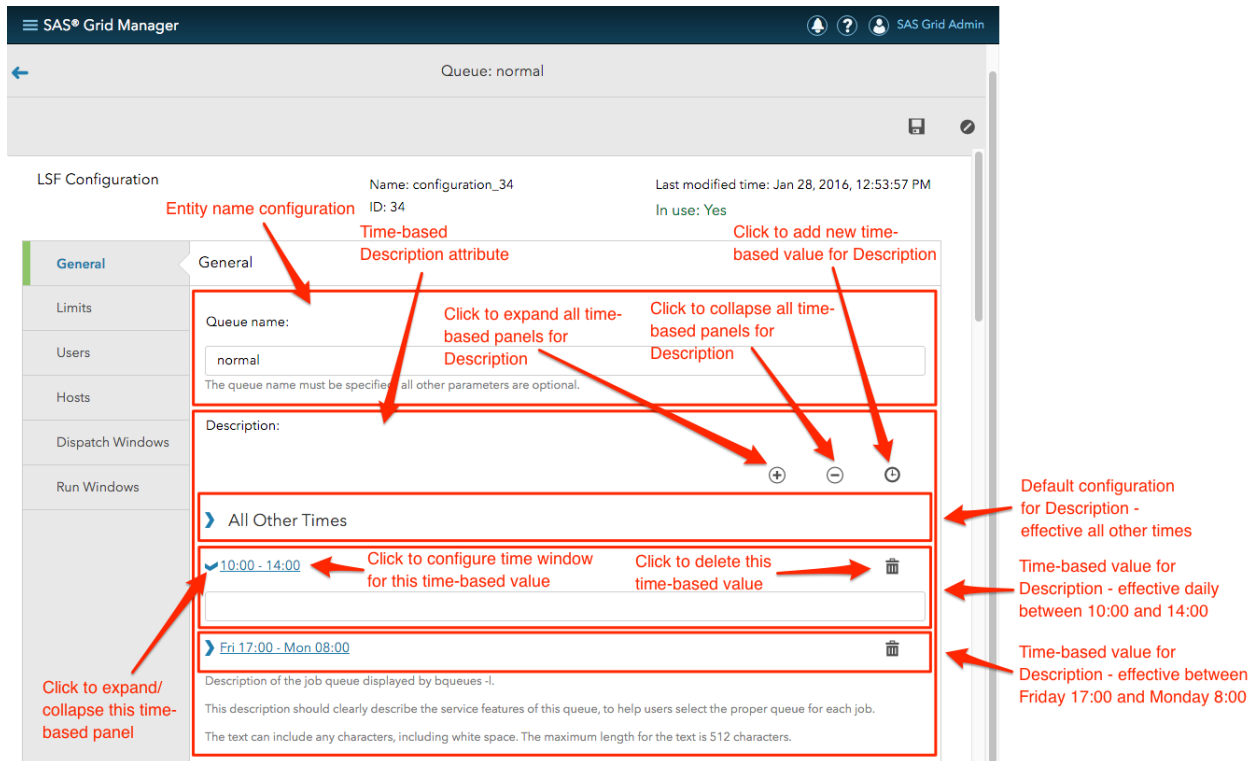 SAS® Grid Manager
SAS Grid Admin
Queue: normal
LSF Configuration
Name: configuration_34
Last modified time: Jan 28, 2016, 12:53:57 PM
Entity name configuration
ID: 34
In use: Yes
Time-based
Description attribute
Click to add new time-
based value for Description
General
General
Limits
Users
Hosts
Dispatch Windows
Run Windows
Queue name:
Click to expand all time-
based panels for
Description
Click to collapse all time-
based panels for
Description
normal
The queue name must be specified, all other parameters are optional.
Description:
All Other Times
Default configuration
for Description -
effective all other times
10:00 - 14:00
Click to configure time window
for this time-based value
Click to delete this
time-based value
Time-based value for
Description - effective daily
between 10:00 and 14:00
Fri 17:00 - Mon 08:00
Time-based value for
Description - effective between
Friday 17:00 and Monday 8:00
Click to expand/
collapse this time-
based panel
Description of the job queue displayed by bqueues -l.
This description should clearly describe the service features of this queue, to help users select the proper queue for each job.
The text can include any characters, including white space. The maximum length for the text is 512 characters.